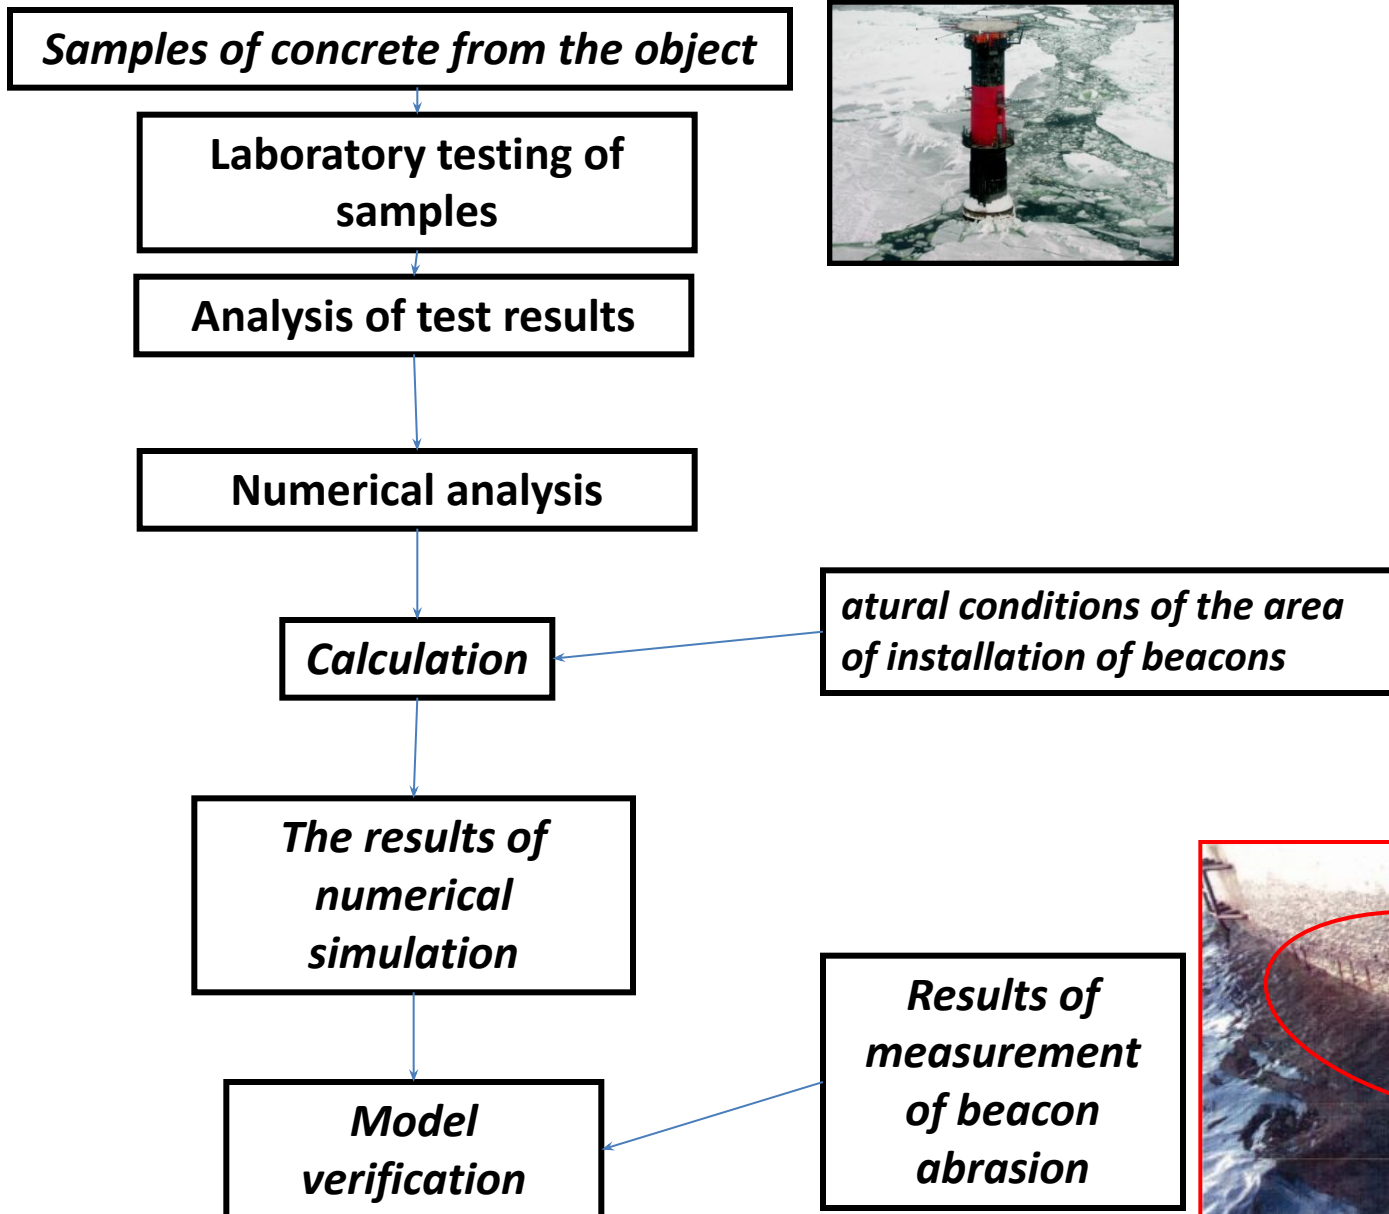 Samples of concrete from the object
Laboratory testing of
samples
Analysis of test results
Numerical analysis
Calculation
atural conditions of the area
of installation of beacons
The results of
numerical
simulation
Results of
measurement
of beacon
abrasion
Model
verification